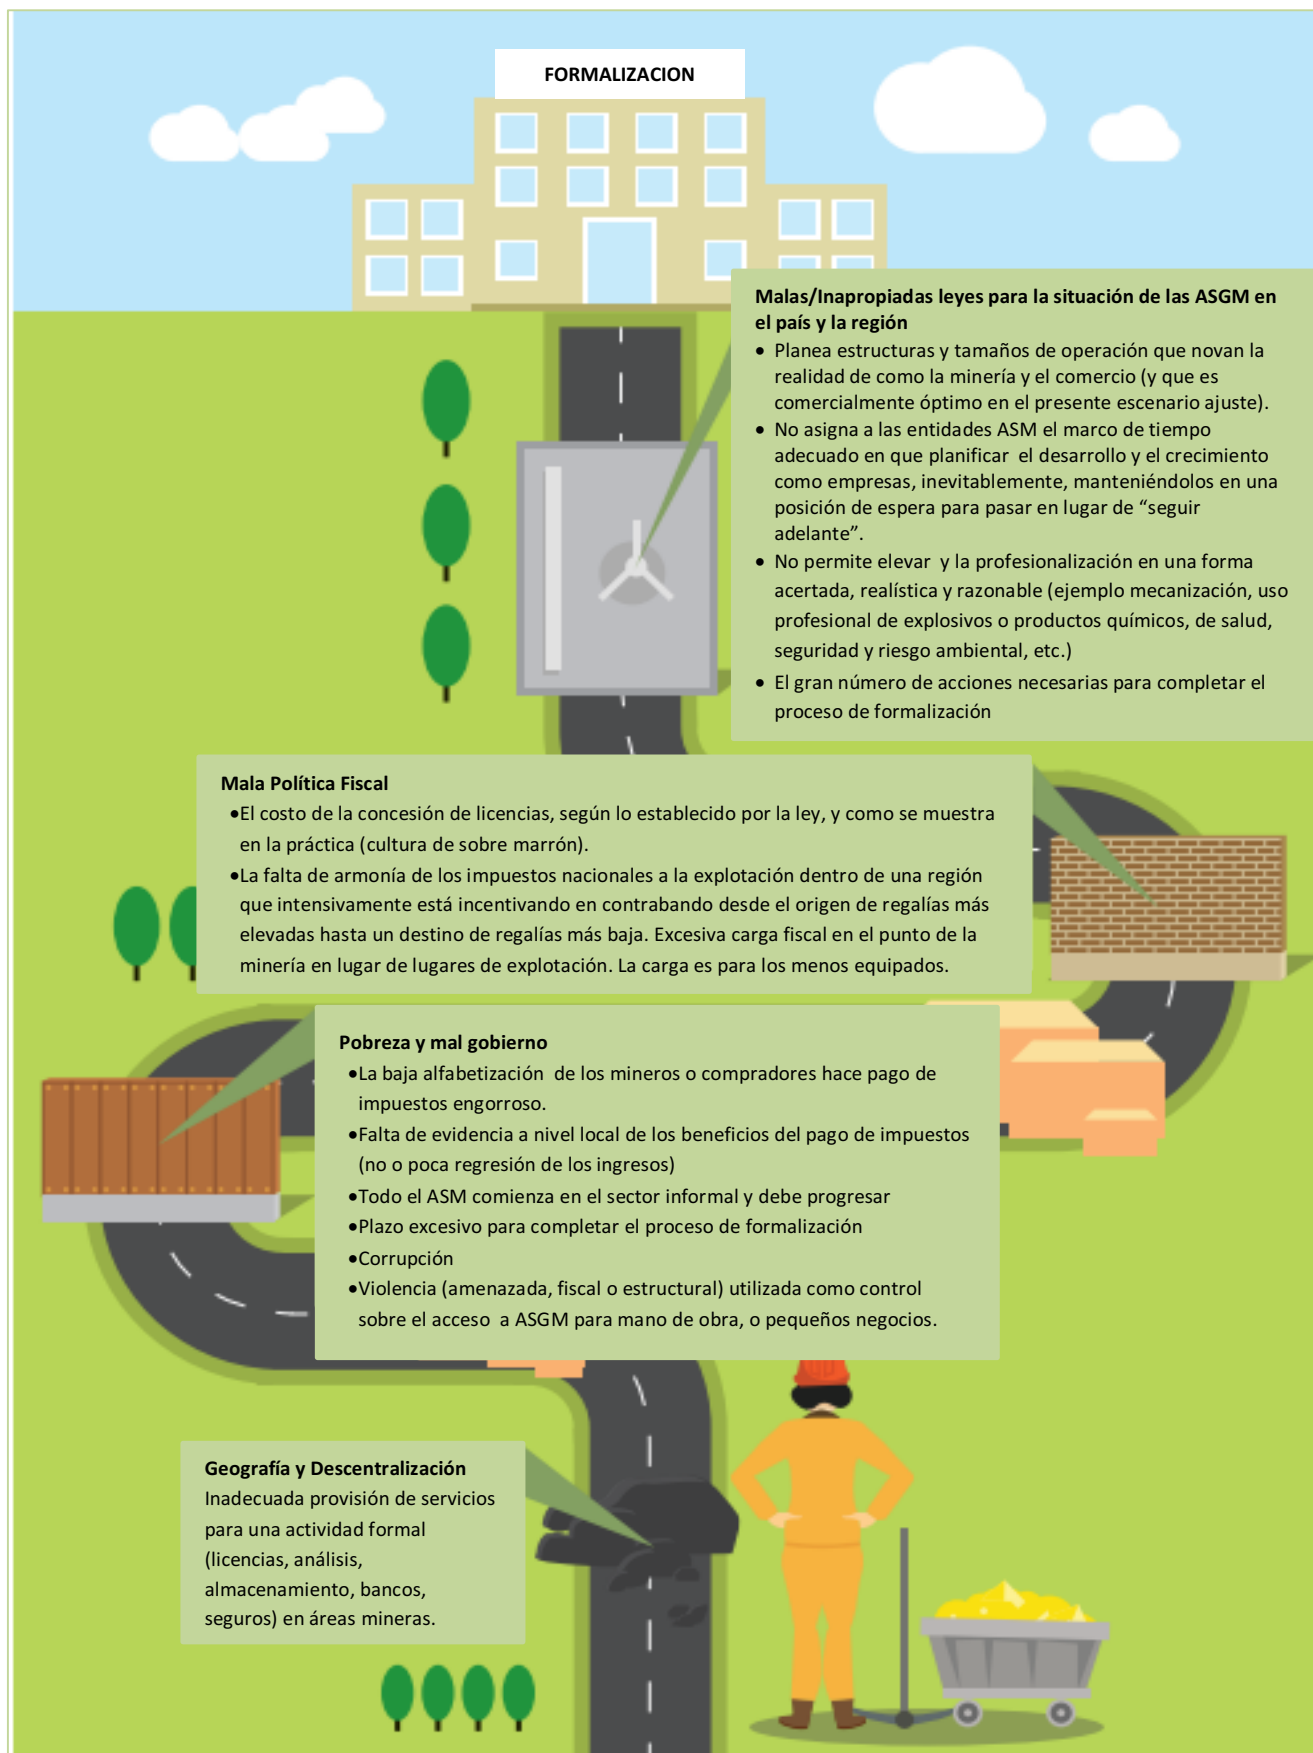 FORMALIZACION
Malas/Inapropiadas leyes para la situación de las ASGM en
el país y la región
• Planea estructuras y tamaños de operación que novan la
realidad de como la minería y el comercio (y que es
comercialmente óptimo en el presente escenario ajuste).
• No asigna a las entidades ASM el marco de tiempo
adecuado en que planificar el desarrollo y el crecimiento
como empresas, inevitablemente, manteniéndolos en una
posición de espera para pasar en lugar de “seguir
adelante”.
• No permite elevar y la profesionalización en una forma
acertada, realística y razonable (ejemplo mecanización, uso
profesional de explosivos o productos químicos, de salud,
seguridad y riesgo ambiental, etc.)
• El gran número de acciones necesarias para completar el
proceso de formalización
Mala Política Fiscal
•El costo de la concesión de licencias, según lo establecido por la ley, y como se muestra
en la práctica (cultura de sobre marrón).
•La falta de armonía de los impuestos nacionales a la explotación dentro de una región
que intensivamente está incentivando en contrabando desde el origen de regalías más
elevadas hasta un destino de regalías más baja. Excesiva carga fiscal en el punto de la
minería en lugar de lugares de explotación. La carga es para los menos equipados.
Pobreza y mal gobierno
•La baja alfabetización de los mineros o compradores hace pago de
impuestos engorroso.
•Falta de evidencia a nivel local de los beneficios del pago de impuestos
(no o poca regresión de los ingresos)
•Todo el ASM comienza en el sector informal y debe progresar
•Plazo excesivo para completar el proceso de formalización
•Corrupción
•Violencia (amenazada, fiscal o estructural) utilizada como control
sobre el acceso a ASGM para mano de obra, o pequeños negocios.
Geografía y Descentralización
Inadecuada provisión de servicios
para una actividad formal
(licencias, análisis,
almacenamiento, bancos,
seguros) en áreas mineras.